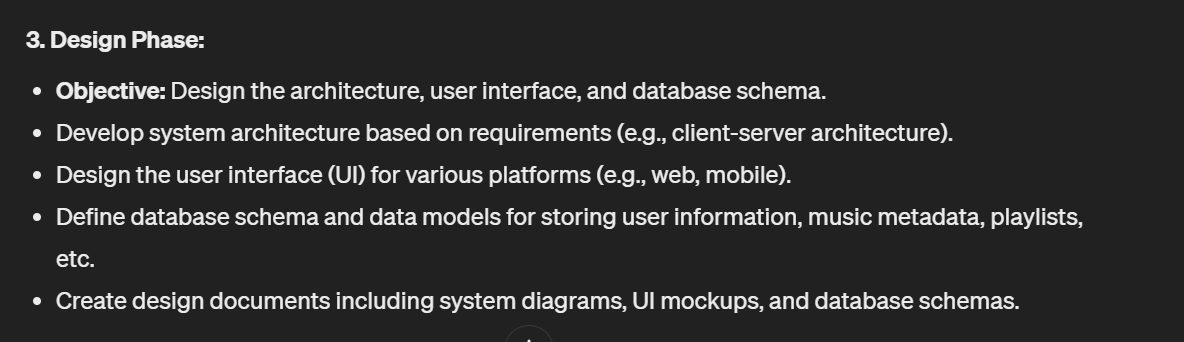 3. Design Phase:
• Objective: Design the architecture, user interface, and database schema.
• Develop system architecture based on requirements (e.g., client-server architecture).
• Design the user interface (UI) for various platforms (e.g., web, mobile).
• Define database schema and data models for storing user information, music metadata, playlists,
etc.
• Create design documents including system diagrams, UI mockups, and database schemas.